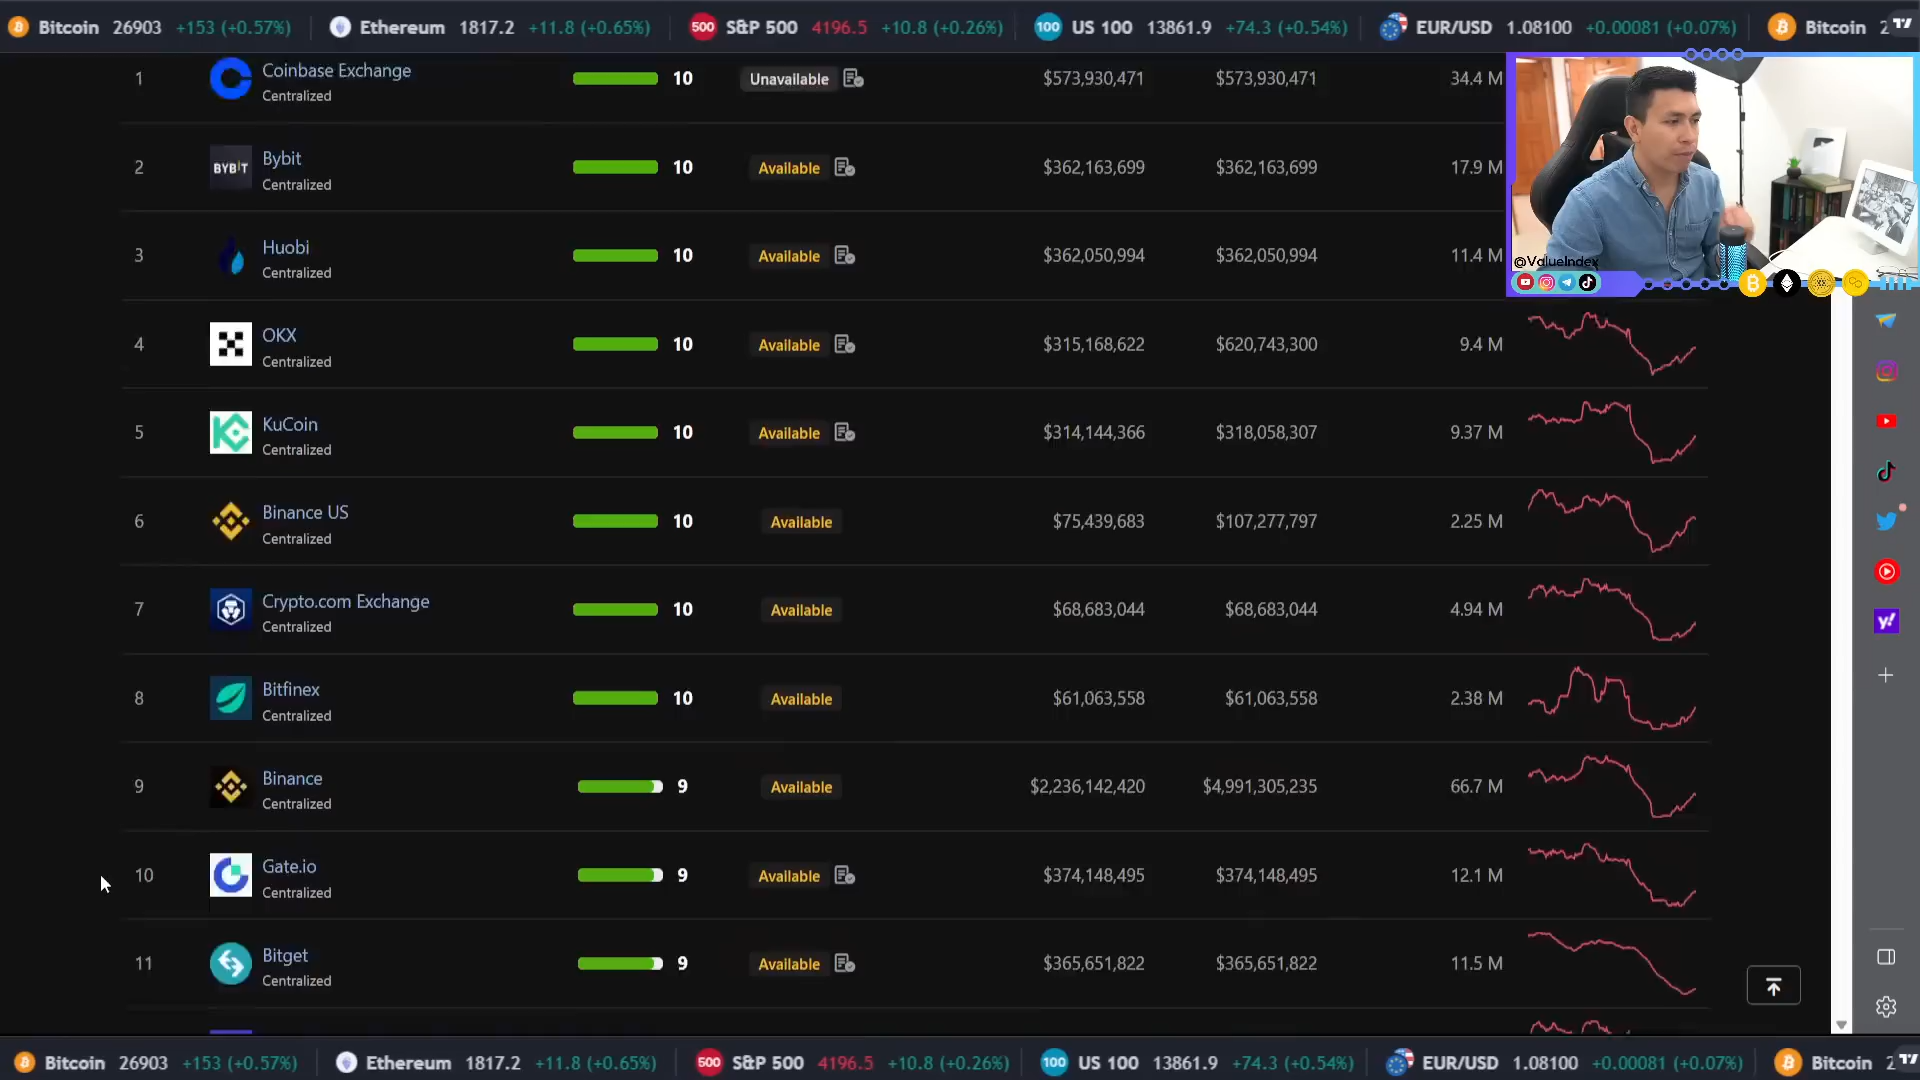 Bitcoin 26903 +153 (+0.57%) Ethereum 1817.2 +11.8 (+0.65%) 500 S&P 500 4196.5 +10.8 (+0.26%) 100 US 100 13861.9 +74.3 (+0.54%) EUR/USD 1.08100 +0.00081 (+0.07%) Bitcoin 2
1 Coinbase Exchange 10 Unavailable $573,930,471 $573,930,471 34.4 M
Centralized
2 BYBIT Bybit 10 Available $362,163,699 $362,163,699 17.9 M
Centralized
3 Huobi 10 Available $362,050,994 $362,050,994 11.4 M
Centralized
@ValueIndex
4 OKX 10 Available $315,168,622 $620,743,300 9.4 M
Centralized
5 KuCoin 10 Available $314,144,366 $318,058,307 9.37 M
Centralized
6 Binance US 10 Available $75,439,683 $107,277,797 2.25 M
Centralized
7 Crypto.com Exchange 10 Available $68,683,044 $68,683,044 4.94 M
Centralized
y!
8 Bitfinex 10 Available $61,063,558 $61,063,558 2.38 M
Centralized
9 Binance 9 Available $2,236,142,420 $4,991,305,235 66.7 M
Centralized
10 Gate.io 9 Available $374,148,495 $374,148,495 12.1 M
Centralized
11 Bitget 9 Available $365,651,822 $365,651,822 11.5 M
Centralized
Bitcoin 26903 +153 (+0.57%) Ethereum 1817.2 +11.8 (+0.65%) 500 S&P 500 4196.5 +10.8 (+0.26%) 100 US 100 13861.9 +74.3 (+0.54%) EUR/USD 1.08100 +0.00081 (+0.07%) Bitcoin 2